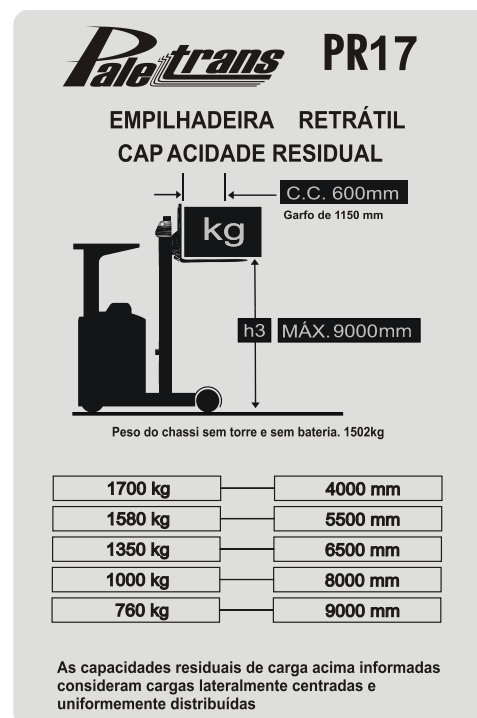 Paletrans PR17
EMPILHADEIRA RETRÁTIL
CAPACIDADE RESIDUAL
C.C. 600mm
Garfo de 1150 mm
kg
h3 MÁX. 9000mm
Peso do chassi sem torre e sem bateria. 1502kg
1700 kg 4000 mm
1580 kg 5500 mm
1350 kg 6500 mm
1000 kg 8000 mm
760 kg 9000 mm
As capacidades residuais de carga acima informadas
consideram cargas lateralmente centradas e
uniformemente distribuídas